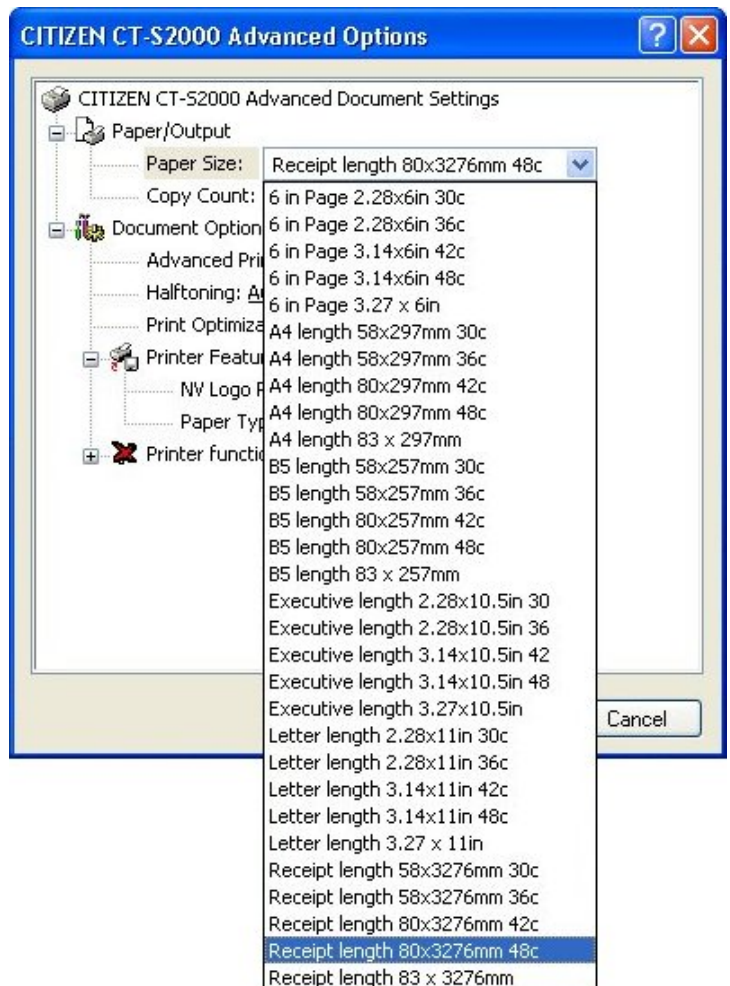 CITIZEN CT-S2000 Advanced Options
CITIZEN CT-S2000 Advanced Document Settings
Paper/Output
Paper Size: Receipt length 80x3276mm 48c
Copy Count:
Document Option
Advanced Pri
Halftoning: A
Print Optimiza
Printer Featu
NV Logo P
Paper Typ
Printer functio
6 in Page 2.28x6in 30c
6 in Page 2.28x6in 36c
6 in Page 3.14x6in 42c
6 in Page 3.14x6in 48c
6 in Page 3.27 x 6in
A4 length 58x297mm 30c
A4 length 58x297mm 36c
A4 length 80x297mm 42c
A4 length 80x297mm 48c
A4 length 83 x 297mm
B5 length 58x257mm 30c
B5 length 58x257mm 36c
B5 length 80x257mm 42c
B5 length 80x257mm 48c
B5 length 83 x 257mm
Executive length 2.28x10.5in 30
Executive length 2.28x10.5in 36
Executive length 3.14x10.5in 42
Executive length 3.14x10.5in 48
Executive length 3.27x10.5in
Letter length 2.28x11in 30c
Letter length 2.28x11in 36c
Letter length 3.14x11in 42c
Letter length 3.14x11in 48c
Letter length 3.27 x 11in
Receipt length 58x3276mm 30c
Receipt length 58x3276mm 36c
Receipt length 80x3276mm 42c
Receipt length 80x3276mm 48c
Receipt length 83 x 3276mm
Cancel